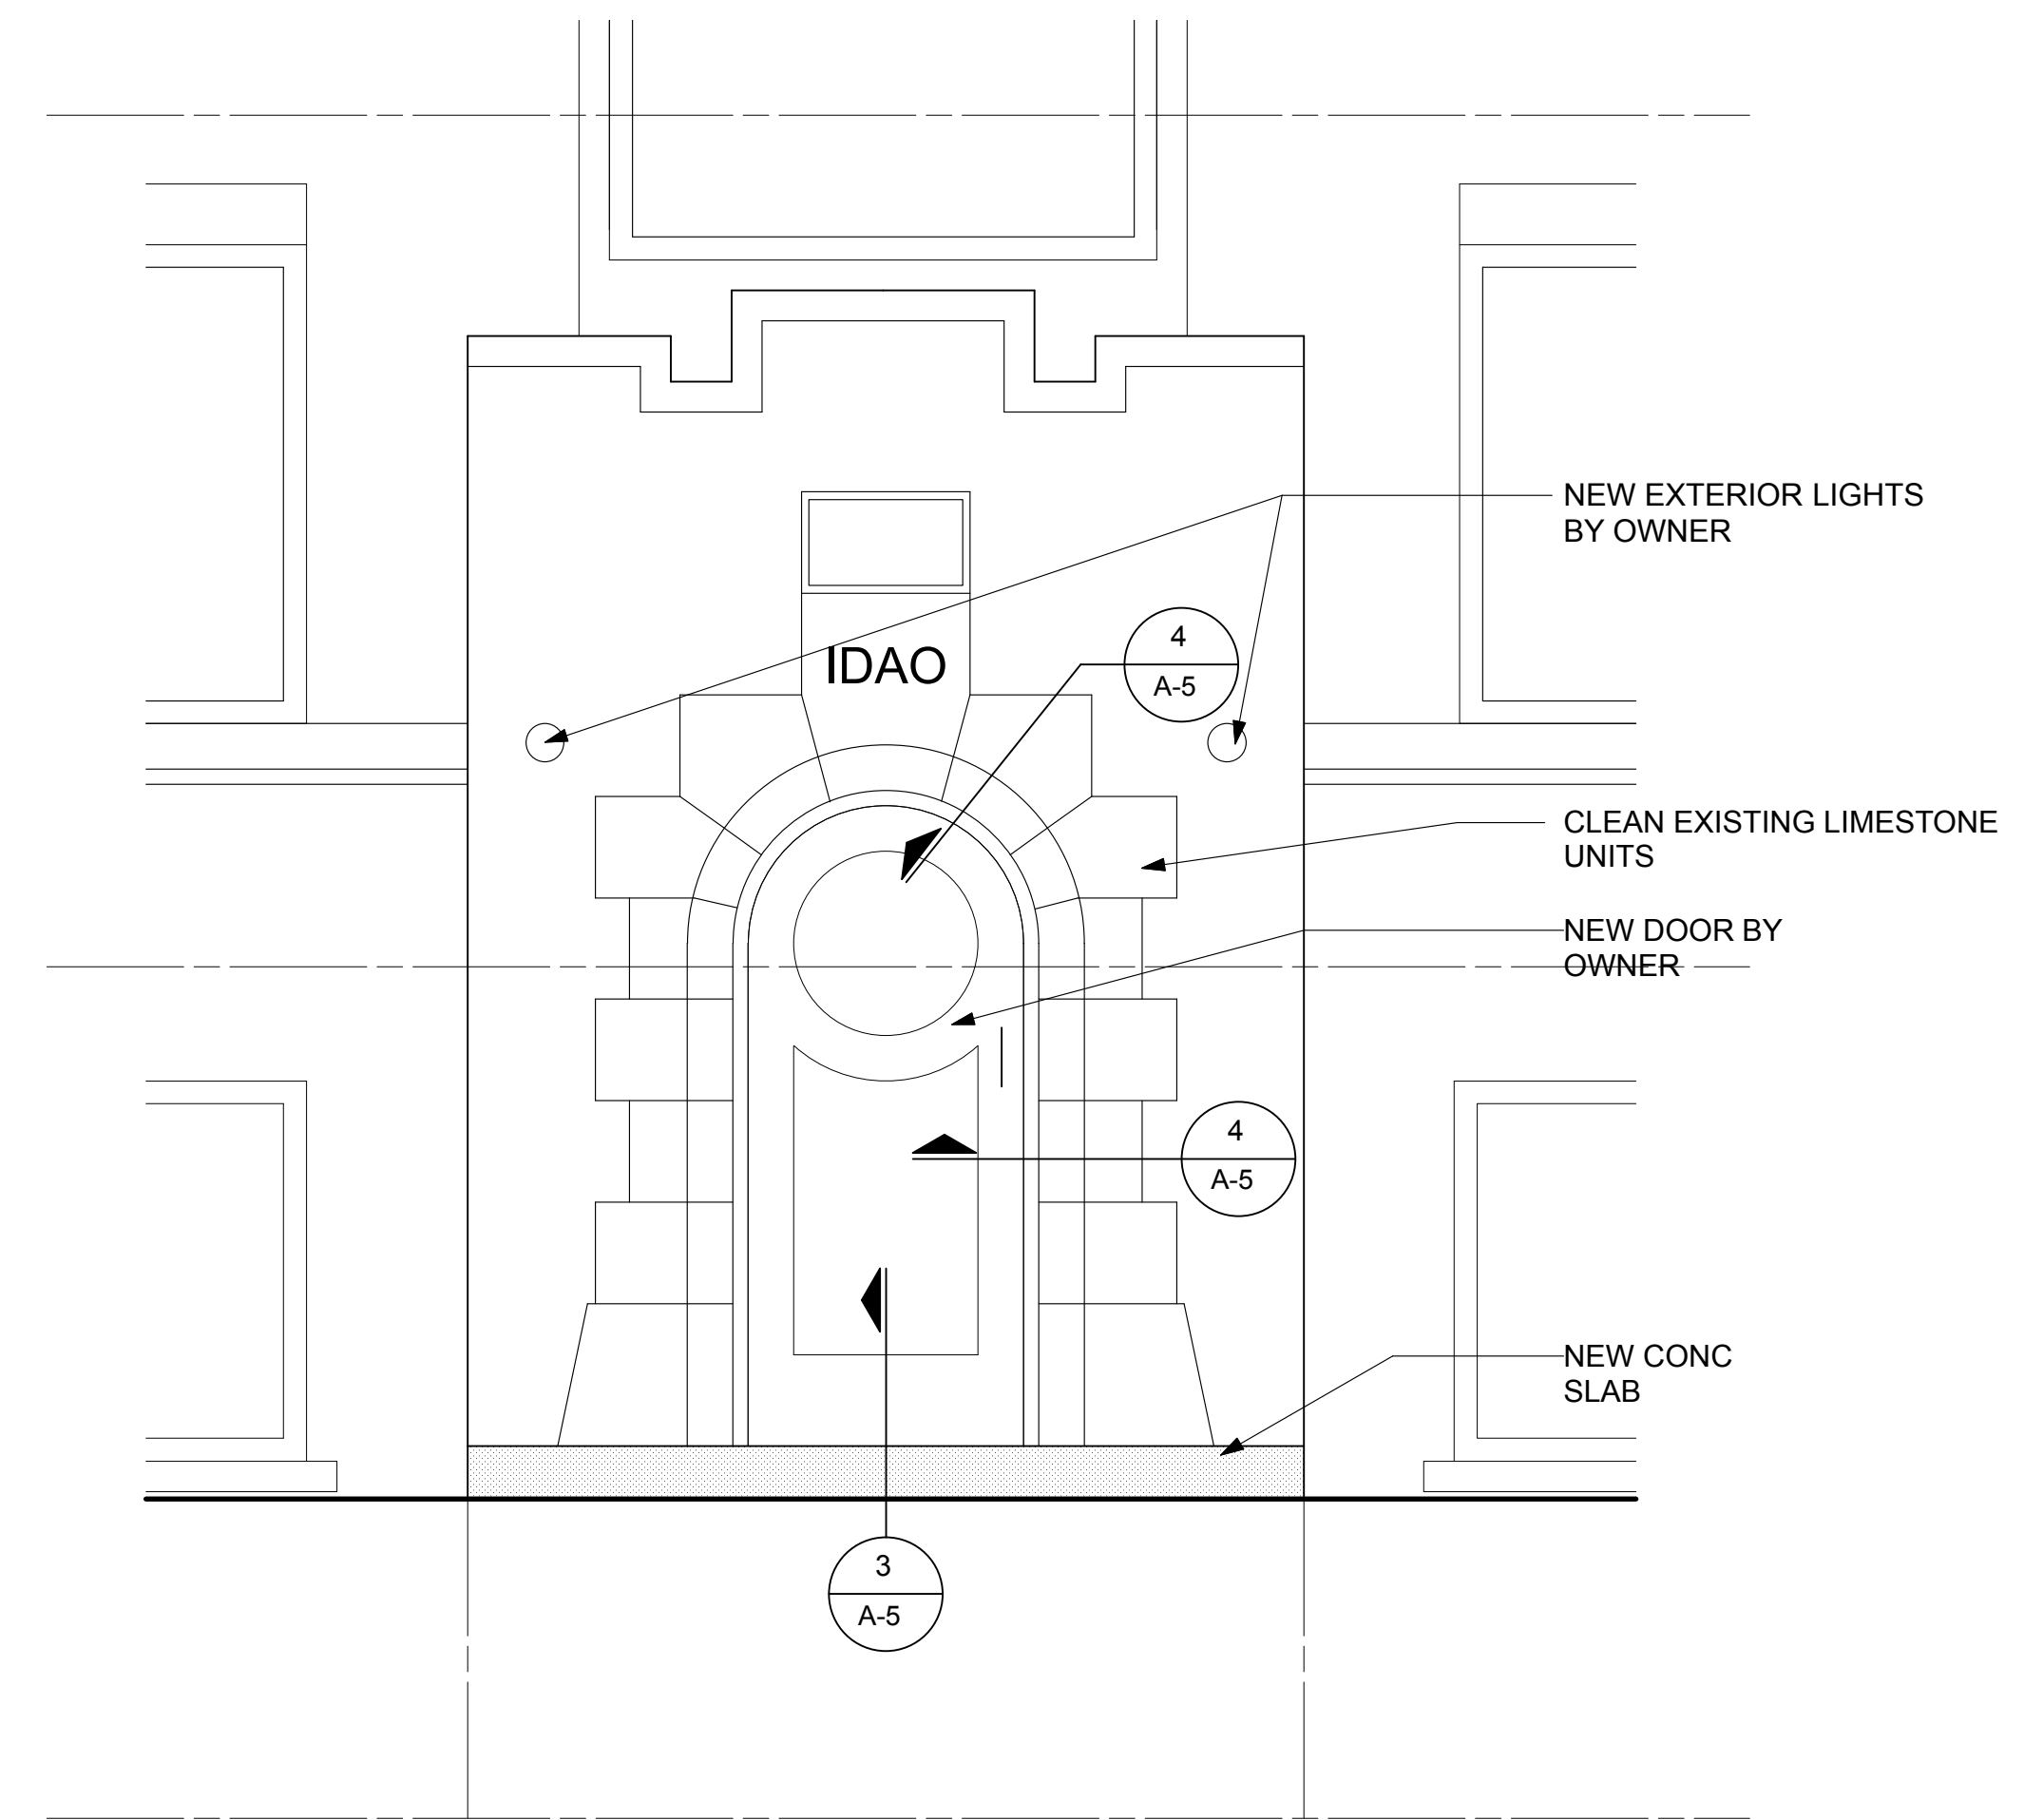 NEW EXTERIOR LIGHTS
BY OWNER
4
A-5
IDAO
CLEAN EXISTING LIMESTONE
UNITS
NEW DOOR BY
OWNER
4
A-5
NEW CONC
SLAB
3
A-5